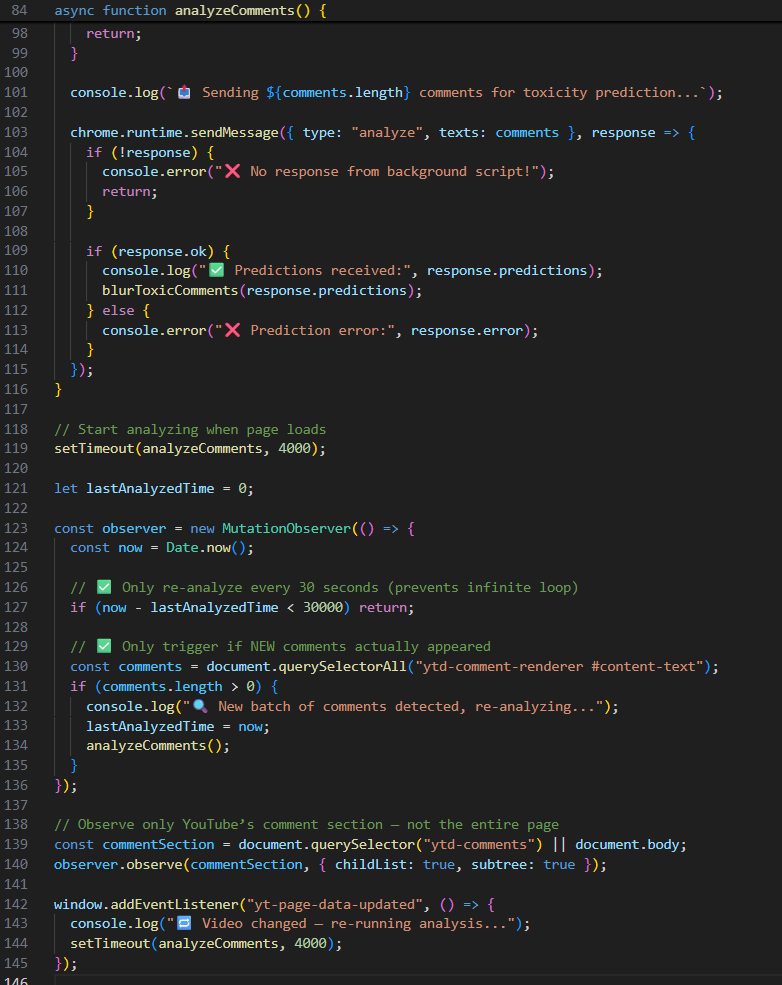 84 async function analyzeComments() {
98 return;
99 }
100
101 console.log(`📤 Sending ${comments.length} comments for toxicity prediction...`);
102
103 chrome.runtime.sendMessage({ type: "analyze", texts: comments }, response => {
104 if (!response) {
105 console.error("❌ No response from background script!");
106 return;
107 }
108
109 if (response.ok) {
110 console.log("✅ Predictions received:", response.predictions);
111 blurToxicComments(response.predictions);
112 } else {
113 console.error("❌ Prediction error:", response.error);
114 }
115 });
116 }
117
118 // Start analyzing when page loads
119 setTimeout(analyzeComments, 4000);
120
121 let lastAnalyzedTime = 0;
122
123 const observer = new MutationObserver(() => {
124 const now = Date.now();
125
126 // ✅ Only re-analyze every 30 seconds (prevents infinite loop)
127 if (now - lastAnalyzedTime < 30000) return;
128
129 // ✅ Only trigger if NEW comments actually appeared
130 const comments = document.querySelectorAll("ytd-comment-renderer #content-text");
131 if (comments.length > 0) {
132 console.log("🔍 New batch of comments detected, re-analyzing...");
133 lastAnalyzedTime = now;
134 analyzeComments();
135 }
136 });
137
138 // Observe only YouTube’s comment section — not the entire page
139 const commentSection = document.querySelector("ytd-comments") || document.body;
140 observer.observe(commentSection, { childList: true, subtree: true });
141
142 window.addEventListener("yt-page-data-updated", () => {
143 console.log("🔁 Video changed — re-running analysis...");
144 setTimeout(analyzeComments, 4000);
145 });
146